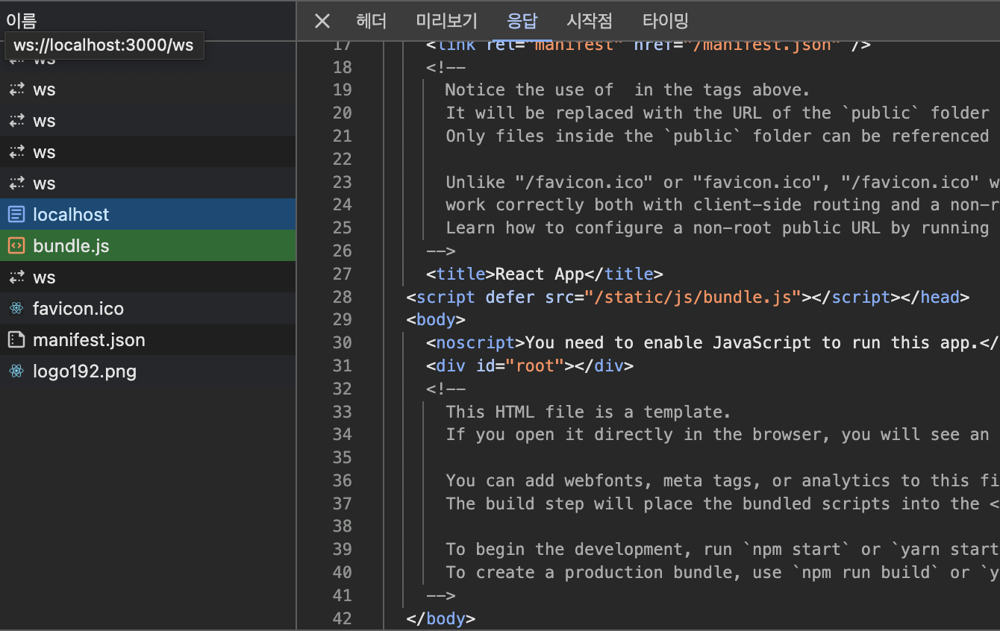 이름
ws://localhost:3000/ws
ws
ws
ws
ws
ws
localhost
bundle.js
ws
favicon.ico
manifest.json
logo192.png
헤더 미리보기 응답 시작점 타이밍
17 <link rel="manifest" href="/manifest.json" />
18 <!--
19 Notice the use of  in the tags above.
20 It will be replaced with the URL of the `public` folder
21 Only files inside the `public` folder can be referenced
22
23 Unlike "/favicon.ico" or "favicon.ico", "/favicon.ico" w
24 work correctly both with client-side routing and a non-r
25 Learn how to configure a non-root public URL by running
26 -->
27 <title>React App</title>
28 <script defer src="/static/js/bundle.js"></script></head>
29 <body>
30 <noscript>You need to enable JavaScript to run this app.</
31 <div id="root"></div>
32 <!--
33 This HTML file is a template.
34 If you open it directly in the browser, you will see an
35
36 You can add webfonts, meta tags, or analytics to this fi
37 The build step will place the bundled scripts into the <
38
39 To begin the development, run `npm start` or `yarn start
40 To create a production bundle, use `npm run build` or `y
41 -->
42 </body>